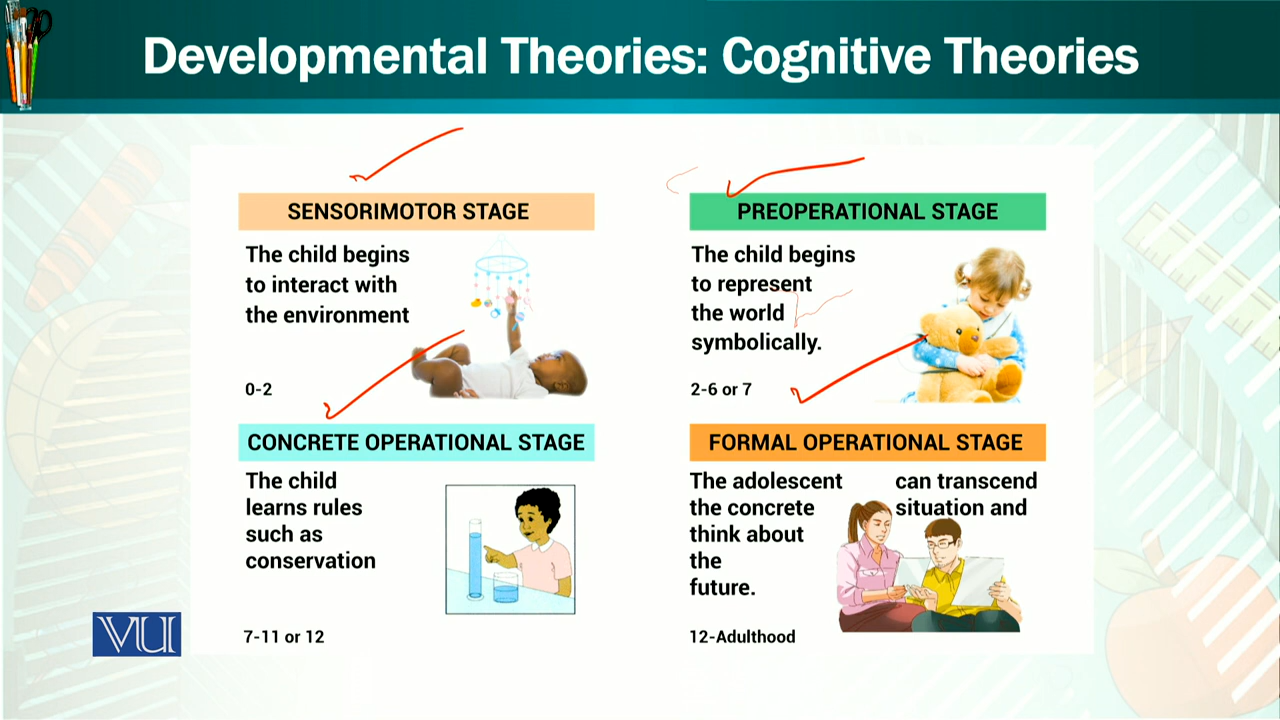 Developmental Theories: Cognitive Theories
SENSORIMOTOR STAGE
The child begins
to interact with
the environment
0-2
PREOPERATIONAL STAGE
The child begins
to represent
the world
symbolically.
2-6 or 7
CONCRETE OPERATIONAL STAGE
The child
learns rules
such as
conservation
7-11 or 12
FORMAL OPERATIONAL STAGE
The adolescent can transcend
the concrete situation and
think about
the
future.
12-Adulthood
VU